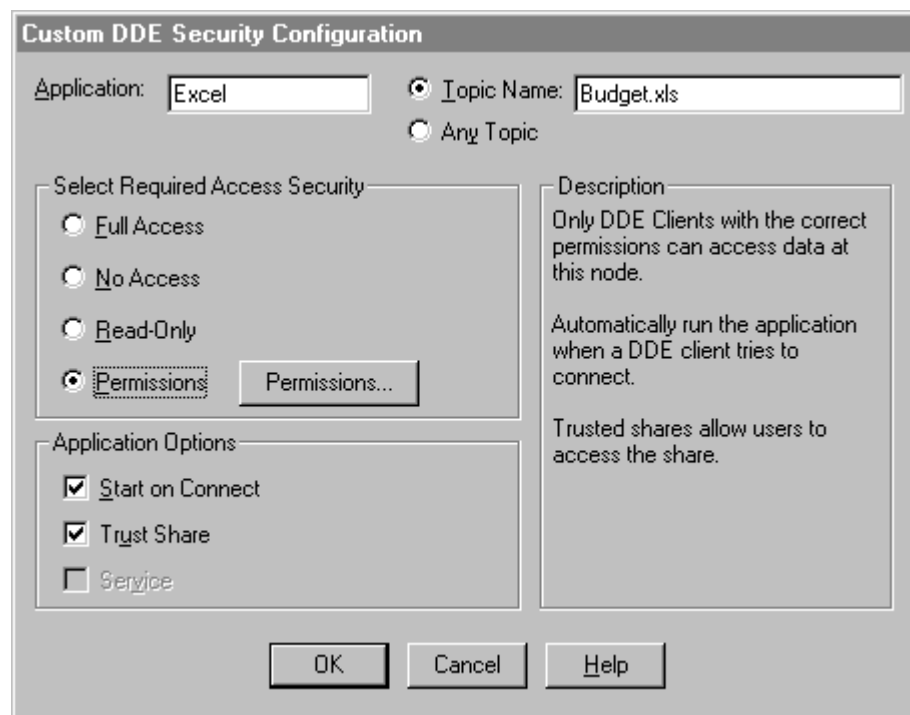 Custom DDE Security Configuration
Application: Excel Topic Name: Budget.xls
Any Topic
Select Required Access Security
Full Access
No Access
Read-Only
Permissions Permissions...
Application Options
Start on Connect
Trust Share
Service
Description
Only DDE Clients with the correct
permissions can access data at
this node.
Automatically run the application
when a DDE client tries to
connect.
Trusted shares allow users to
access the share.
OK Cancel Help